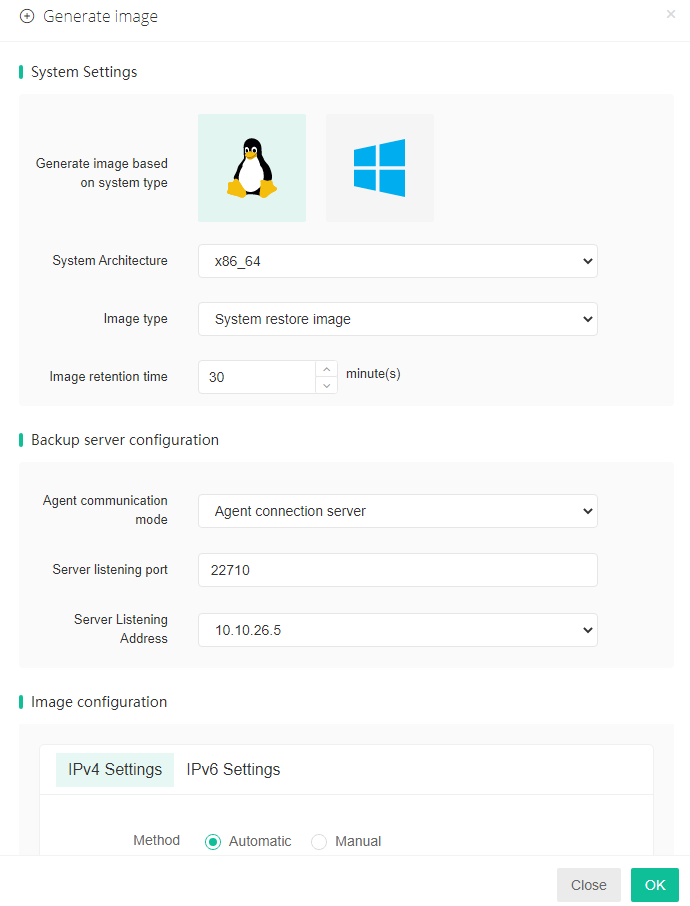 Generate image
×
System Settings
Generate image based
on system type
System Architecture
x86_64
Image type
System restore image
Image retention time
30
minute(s)
Backup server configuration
Agent communication
mode
Agent connection server
Server listening port
22710
Server Listening
Address
10.10.26.5
Image configuration
IPv4 Settings
IPv6 Settings
Method
Automatic
Manual
Close
OK